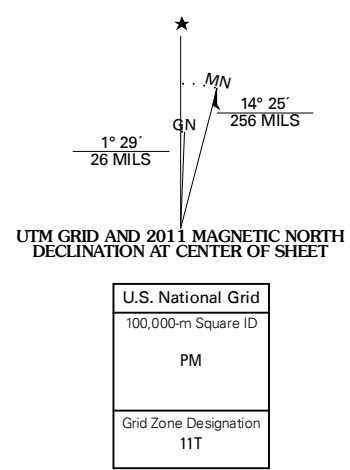 MN
14° 25´
256 MILS
GN
1° 29´
26 MILS
UTM GRID AND 2011 MAGNETIC NORTH
DECLINATION AT CENTER OF SHEET
U.S. National Grid
100,000-m Square ID
PM
Grid Zone Designation
11T